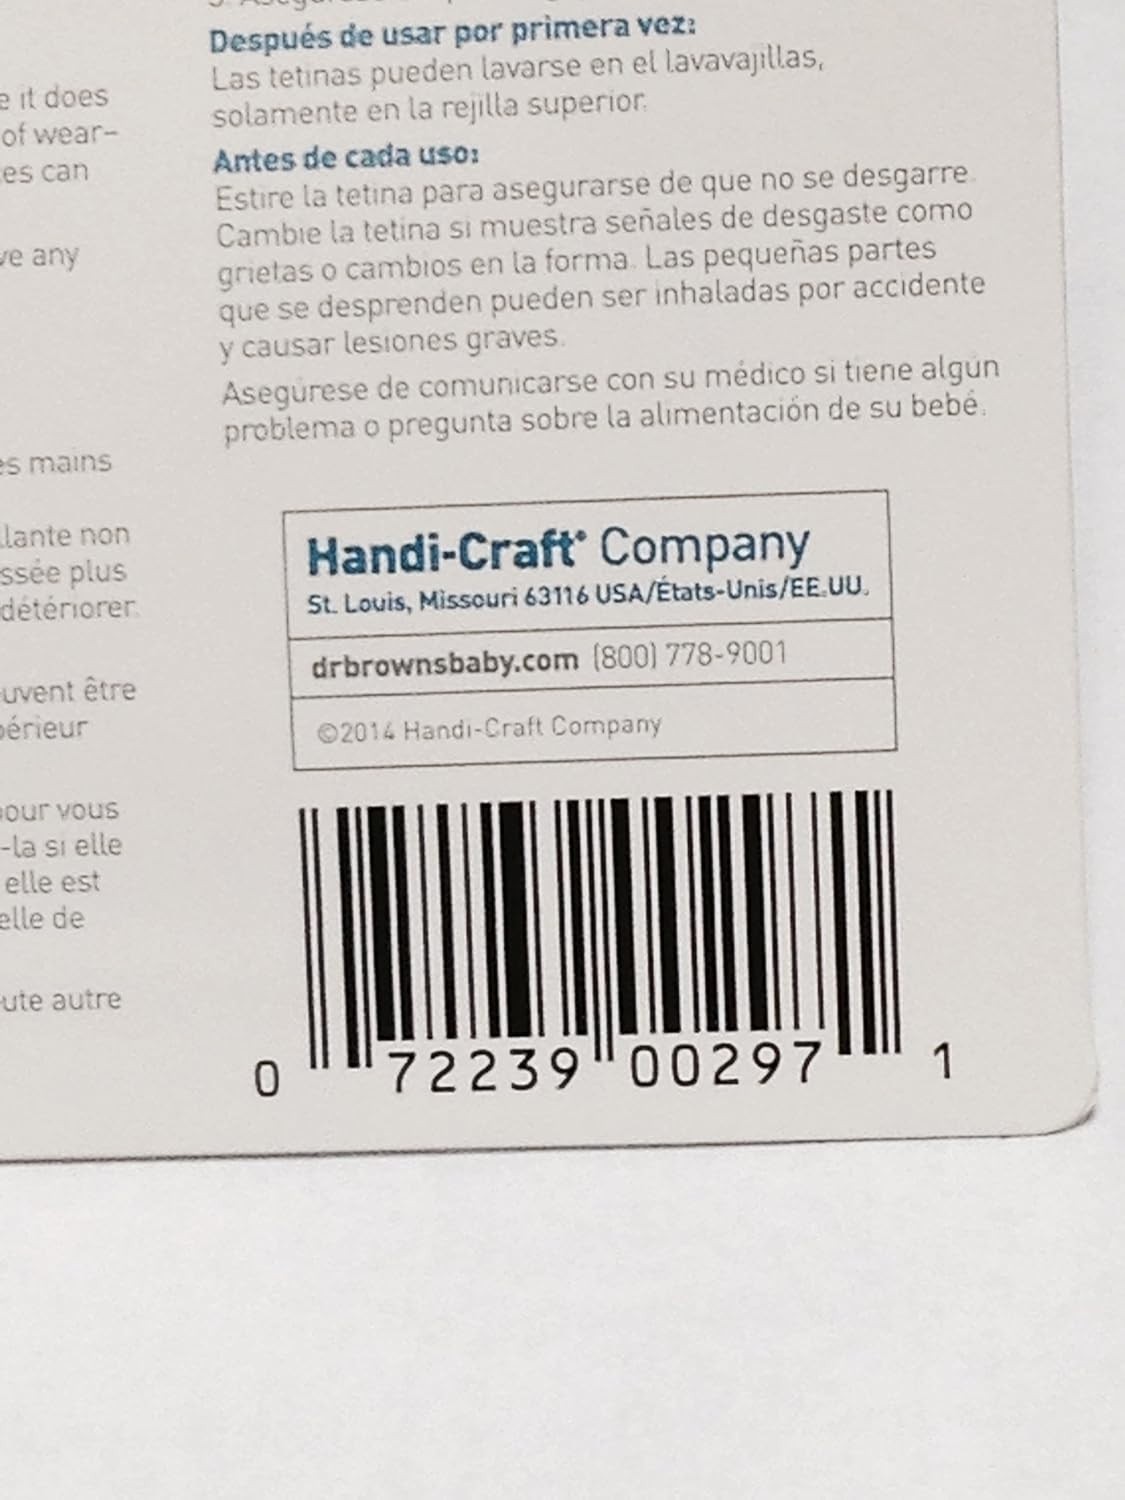 e it does
of wear-
es can
ve any
es mains
llante non
ssée plus
détériorer.
uvent être
périeur
pour vous
-la si elle
elle est
elle de
ute autre
Después de usar por primera vez:
Las tetinas pueden lavarse en el lavavajillas,
solamente en la rejilla superior.
Antes de cada uso:
Estire la tetina para asegurarse de que no se desgarre.
Cambie la tetina si muestra señales de desgaste como
grietas o cambios en la forma. Las pequeñas partes
que se desprenden pueden ser inhaladas por accidente
y causar lesiones graves.
Asegúrese de comunicarse con su médico si tiene algún
problema o pregunta sobre la alimentación de su bebé.
Handi-Craft® Company
St. Louis, Missouri 63116 USA/États-Unis/EE.UU.
drbrownsbaby.com (800) 778-9001
©2014 Handi-Craft Company
0 72239 00297 1